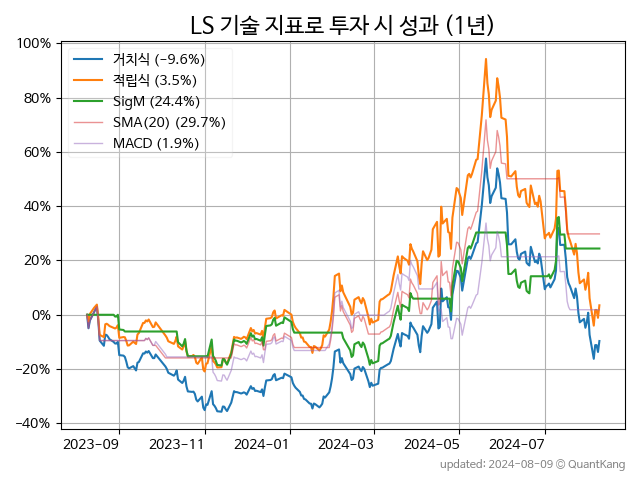 LS 기술 지표로 투자 시 성과 (1년)
100%
80%
60%
40%
20%
0%
−20%
−40%
거치식 (−9.6%)
적립식 (3.5%)
SigM (24.4%)
SMA(20) (29.7%)
MACD (1.9%)
2023-09 2023-11 2024-01 2024-03 2024-05 2024-07
updated: 2024-08-09 © QuantKang